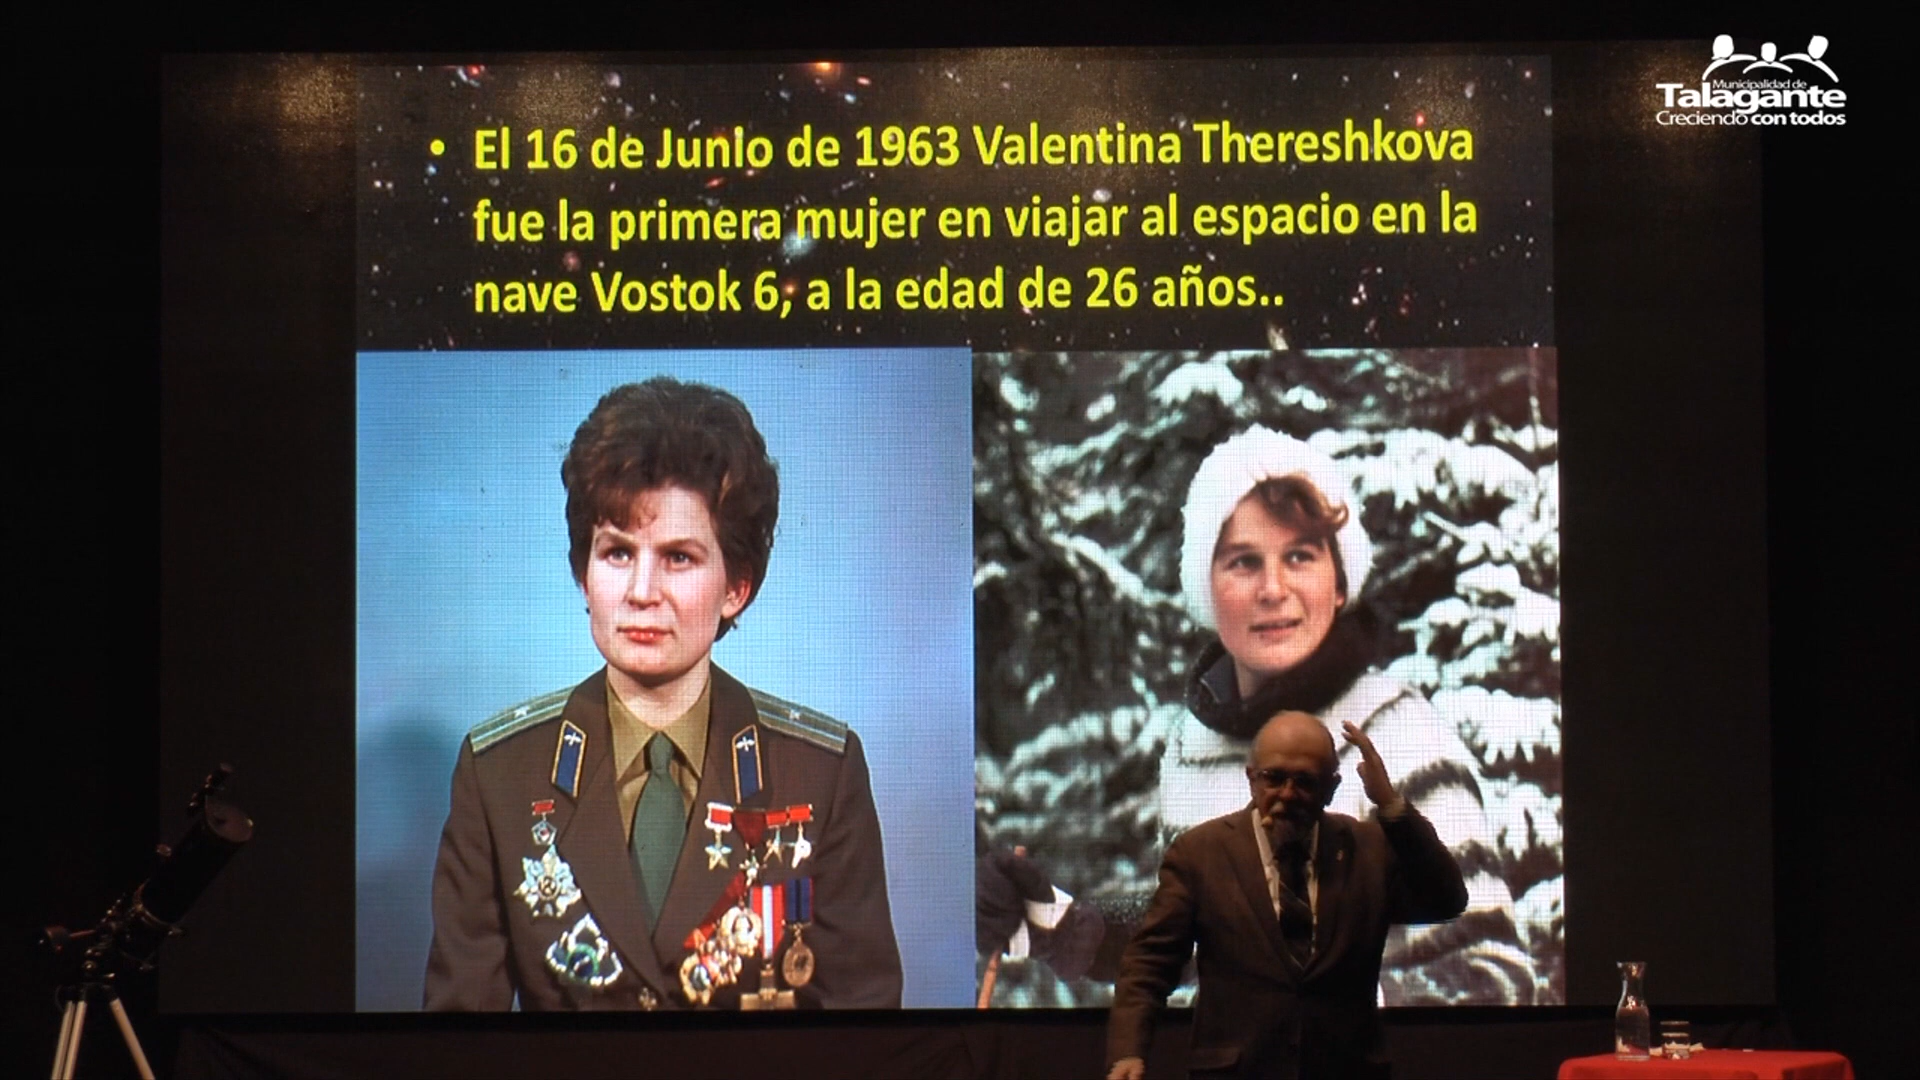 • El 16 de Junio de 1963 Valentina Thereshkova
fue la primera mujer en viajar al espacio en la
nave Vostok 6, a la edad de 26 años..
Municipalidad de
Talagante
Creciendo con todos